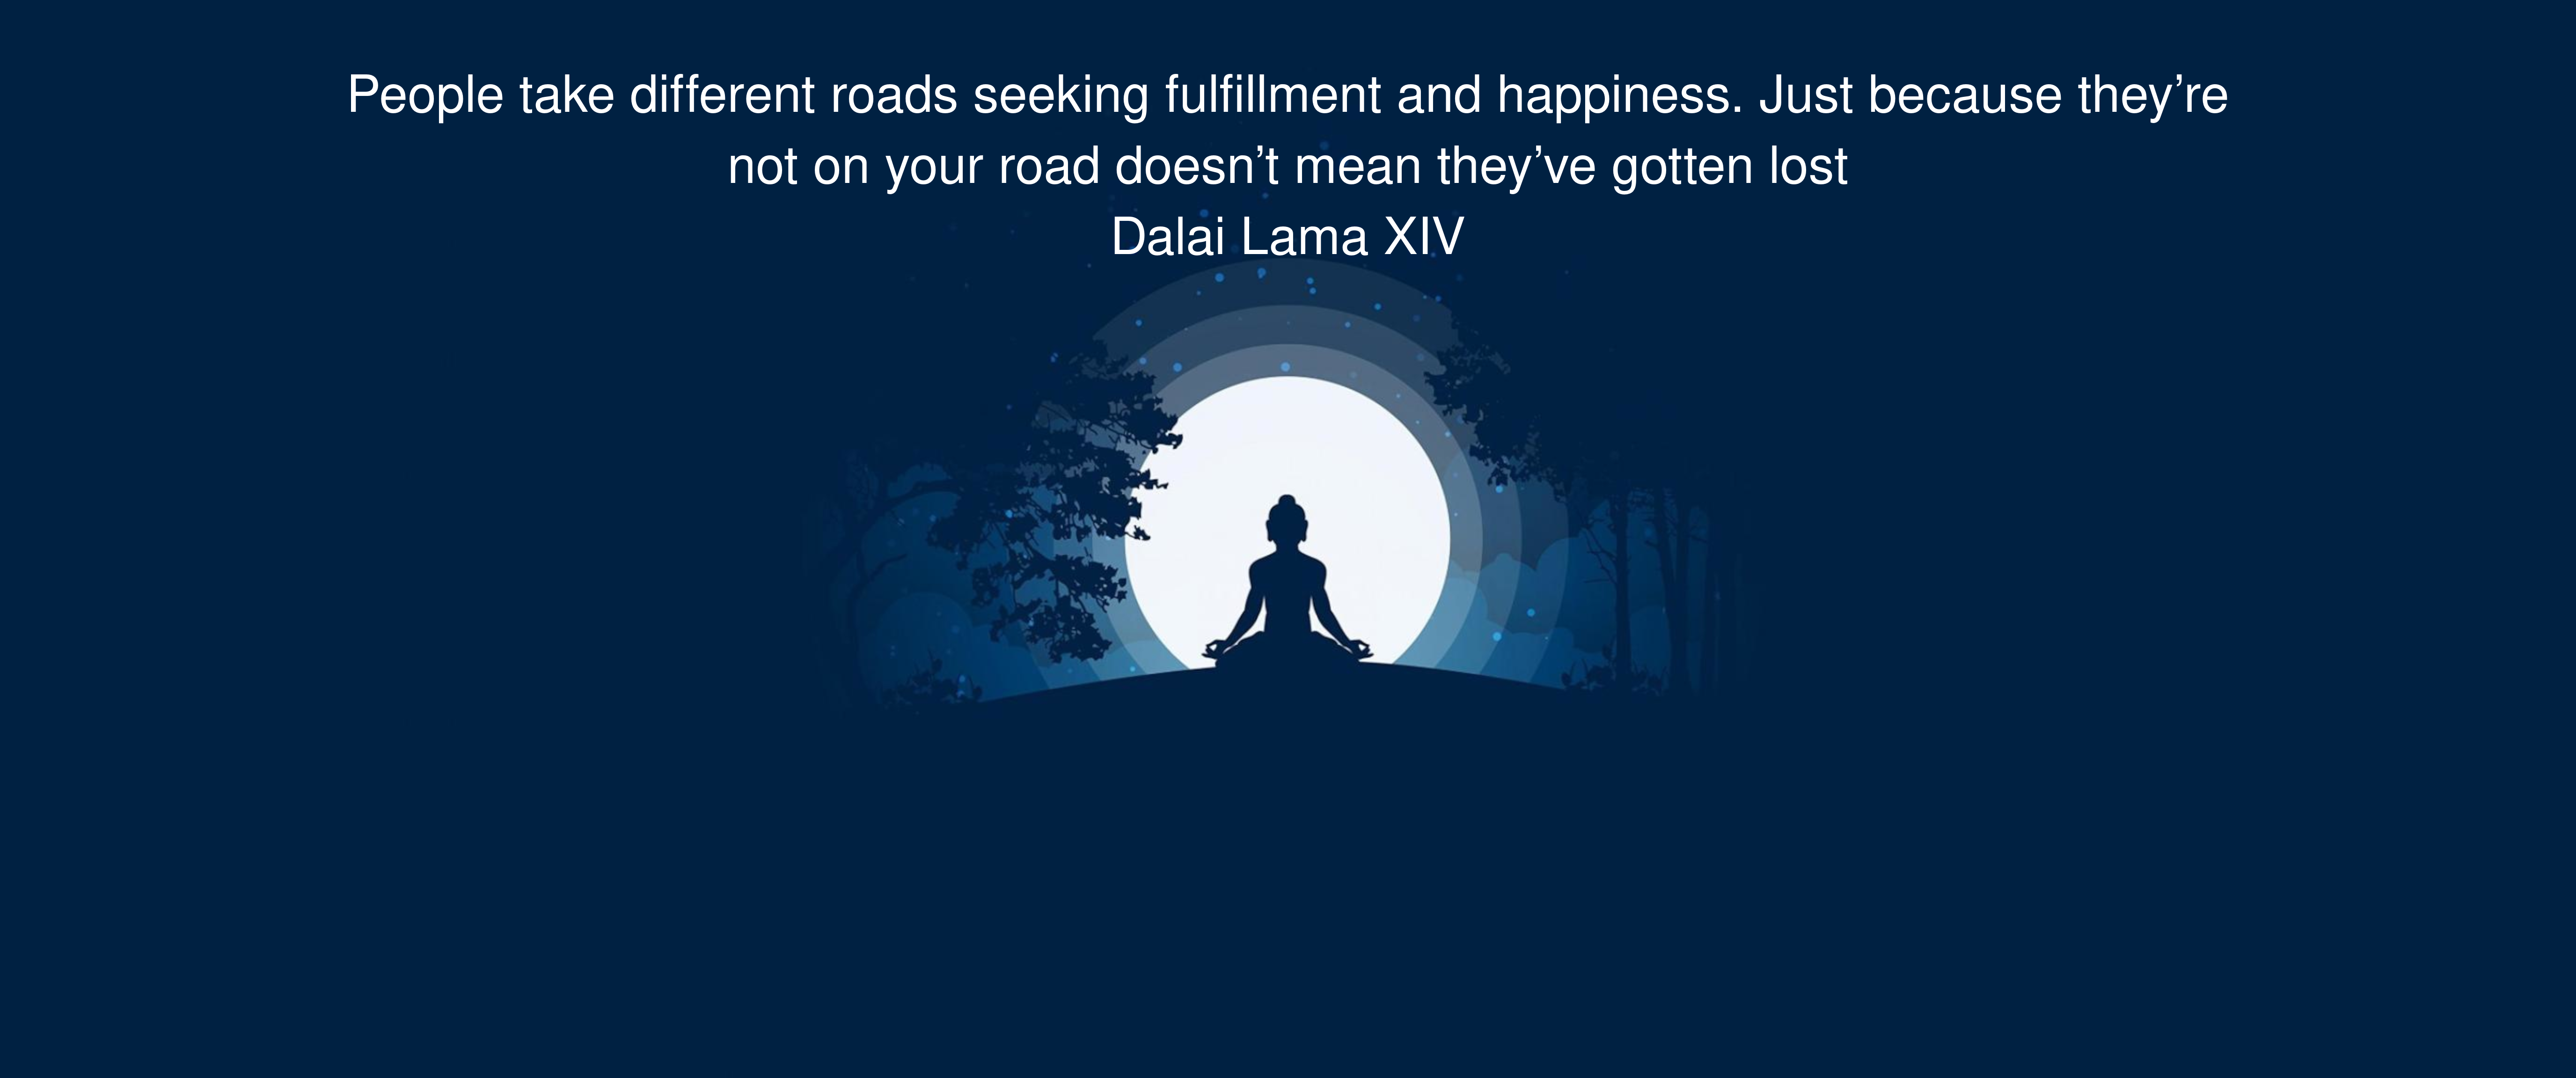 People take different roads seeking fulfillment and happiness. Just because they’re
not on your road doesn’t mean they’ve gotten lost
Dalai Lama XIV